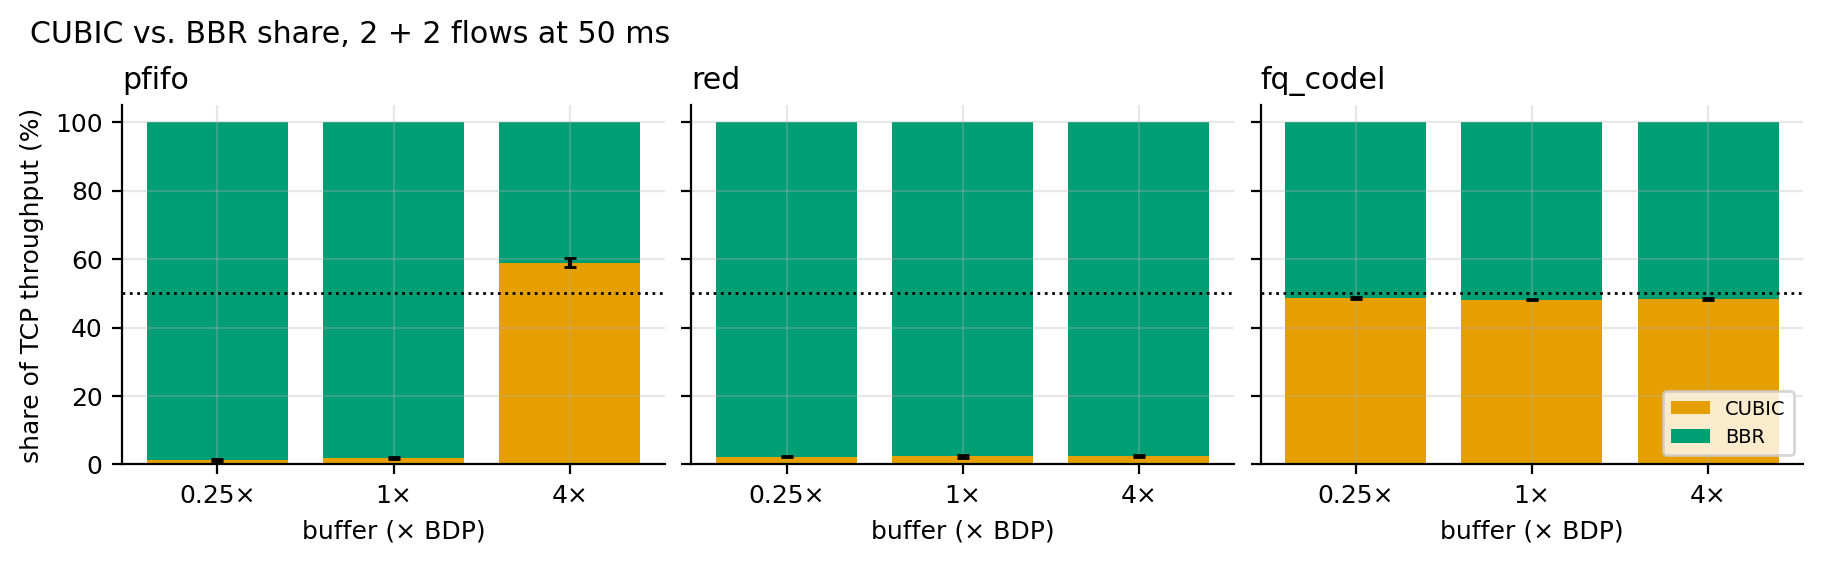 CUBIC vs. BBR share, 2 + 2 flows at 50 ms
pfifo
red
fq_codel
share of TCP throughput (%)
100
80
60
40
20
0
0.25×
1×
4×
0.25×
1×
4×
0.25×
1×
4×
buffer (× BDP)
buffer (× BDP)
buffer (× BDP)
CUBIC
BBR